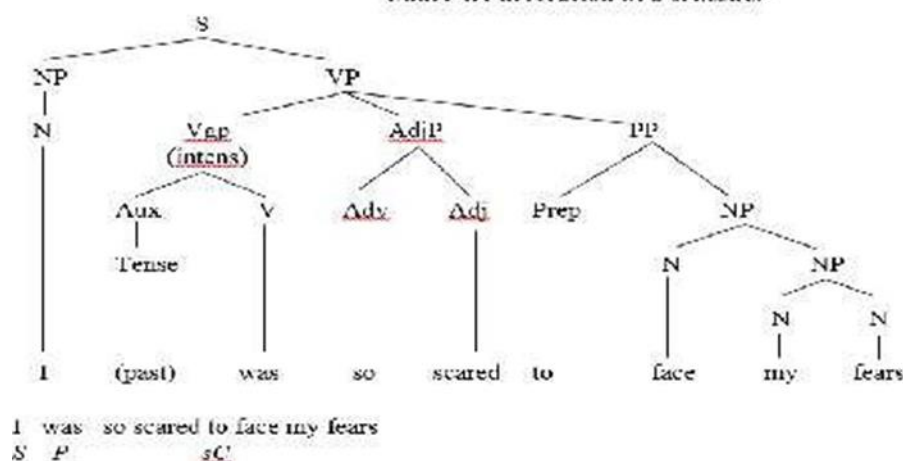 S
NP VP
N Vgp AdjP PP
(intens)
Aux V Adv Adj Prep NP
Tense N NP
N N
I (past) was so scared to face my fears
I was so scared to face my fears
S P sC